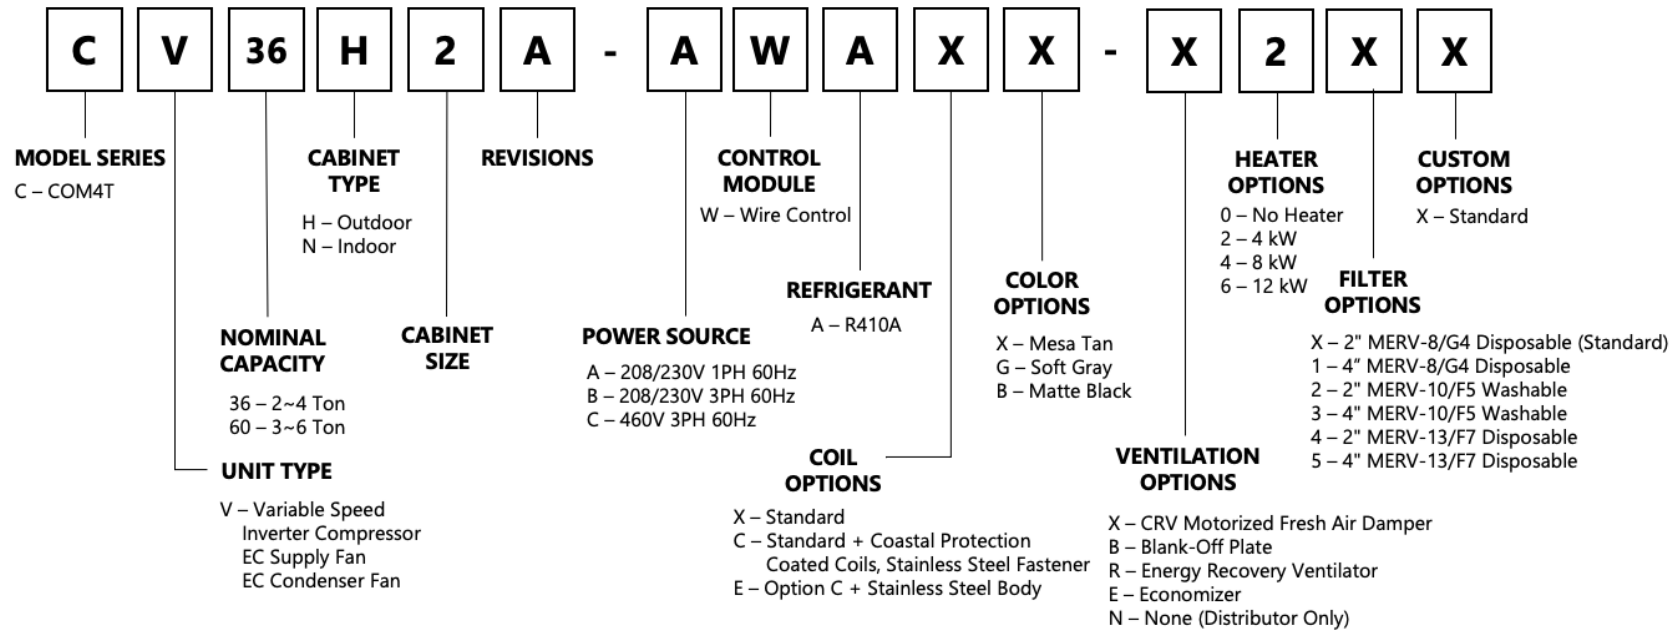 C V 36 H 2 A - A W A X X - X 2 X X
MODEL SERIES
C – COM4T
CABINET
TYPE
H – Outdoor
N – Indoor
REVISIONS
CONTROL
MODULE
W – Wire Control
HEATER
OPTIONS
0 – No Heater
2 – 4 kW
4 – 8 kW
6 – 12 kW
CUSTOM
OPTIONS
X – Standard
NOMINAL
CAPACITY
36 – 2~4 Ton
60 – 3~6 Ton
CABINET
SIZE
POWER SOURCE
A – 208/230V 1PH 60Hz
B – 208/230V 3PH 60Hz
C – 460V 3PH 60Hz
REFRIGERANT
A – R410A
COLOR
OPTIONS
X – Mesa Tan
G – Soft Gray
B – Matte Black
FILTER
OPTIONS
X – 2" MERV-8/G4 Disposable (Standard)
1 – 4" MERV-8/G4 Disposable
2 – 2" MERV-10/F5 Washable
3 – 4" MERV-10/F5 Washable
4 – 2" MERV-13/F7 Disposable
5 – 4" MERV-13/F7 Disposable
UNIT TYPE
V – Variable Speed
Inverter Compressor
EC Supply Fan
EC Condenser Fan
COIL
OPTIONS
X – Standard
C – Standard + Coastal Protection
Coated Coils, Stainless Steel Fastener
E – Option C + Stainless Steel Body
VENTILATION
OPTIONS
X – CRV Motorized Fresh Air Damper
B – Blank-Off Plate
R – Energy Recovery Ventilator
E – Economizer
N – None (Distributor Only)